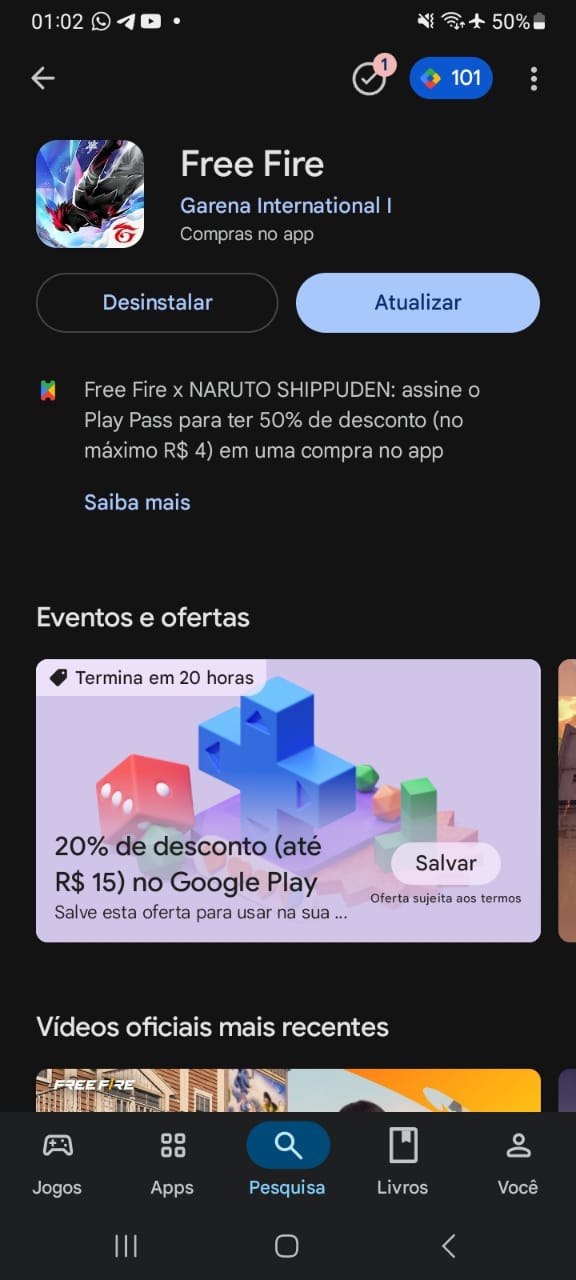 01:02
50%
1
101
Free Fire
Garena International I
Compras no app
Desinstalar
Atualizar
Free Fire x NARUTO SHIPPUDEN: assine o
Play Pass para ter 50% de desconto (no
máximo R$ 4) em uma compra no app
Saiba mais
Eventos e ofertas
Termina em 20 horas
20% de desconto (até
R$ 15) no Google Play
Salve esta oferta para usar na sua ...
Salvar
Oferta sujeita aos termos
Vídeos oficiais mais recentes
FREE FIRE
Jogos
Apps
Pesquisa
Livros
Você